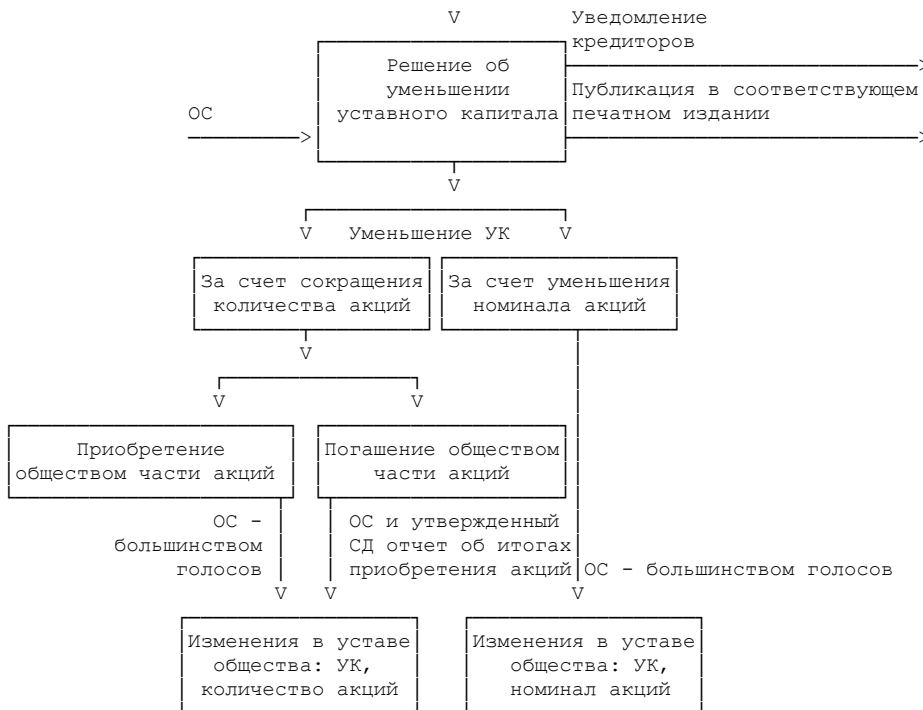 V Уведомление
кредиторов
Решение об
уменьшении
уставного капитала
Публикация в соответствующем
печатном издании
ОС
V
V Уменьшение УК V
За счет сокращения
количества акций
За счет уменьшения
номинала акций
V
V V
Приобретение
обществом части акций
Погашение обществом
части акций
ОС -
большинством
голосов
ОС и утвержденный
СД отчет об итогах
приобретения акций
ОС - большинством голосов
V V V
Изменения в уставе
общества: УК,
количество акций
Изменения в уставе
общества: УК,
номинал акций